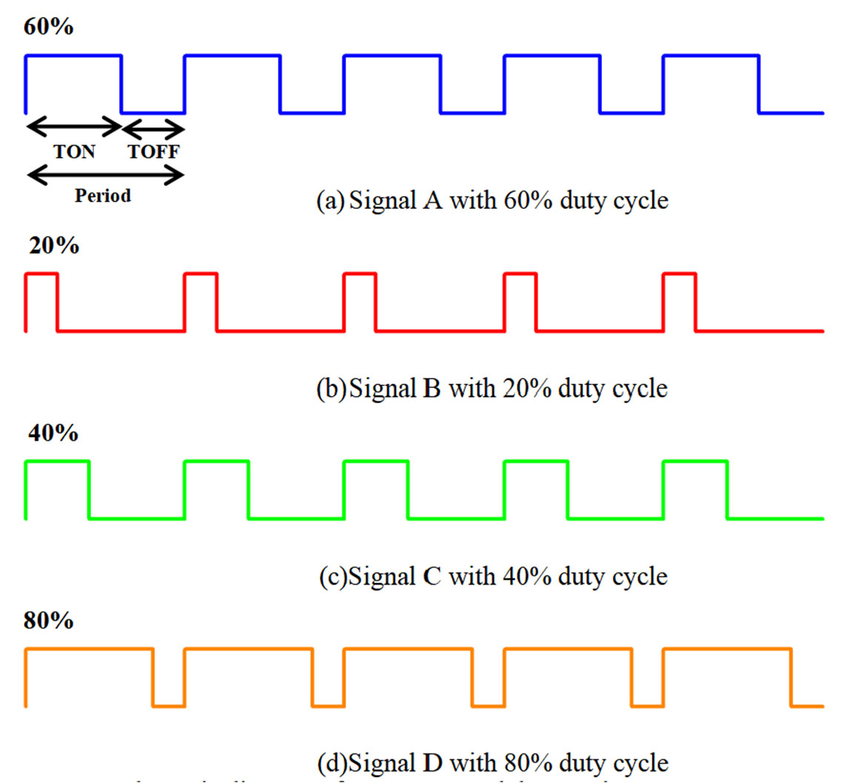 60%
TON TOFF
Period
(a) Signal A with 60% duty cycle
20%
(b)Signal B with 20% duty cycle
40%
(c)Signal C with 40% duty cycle
80%
(d)Signal D with 80% duty cycle